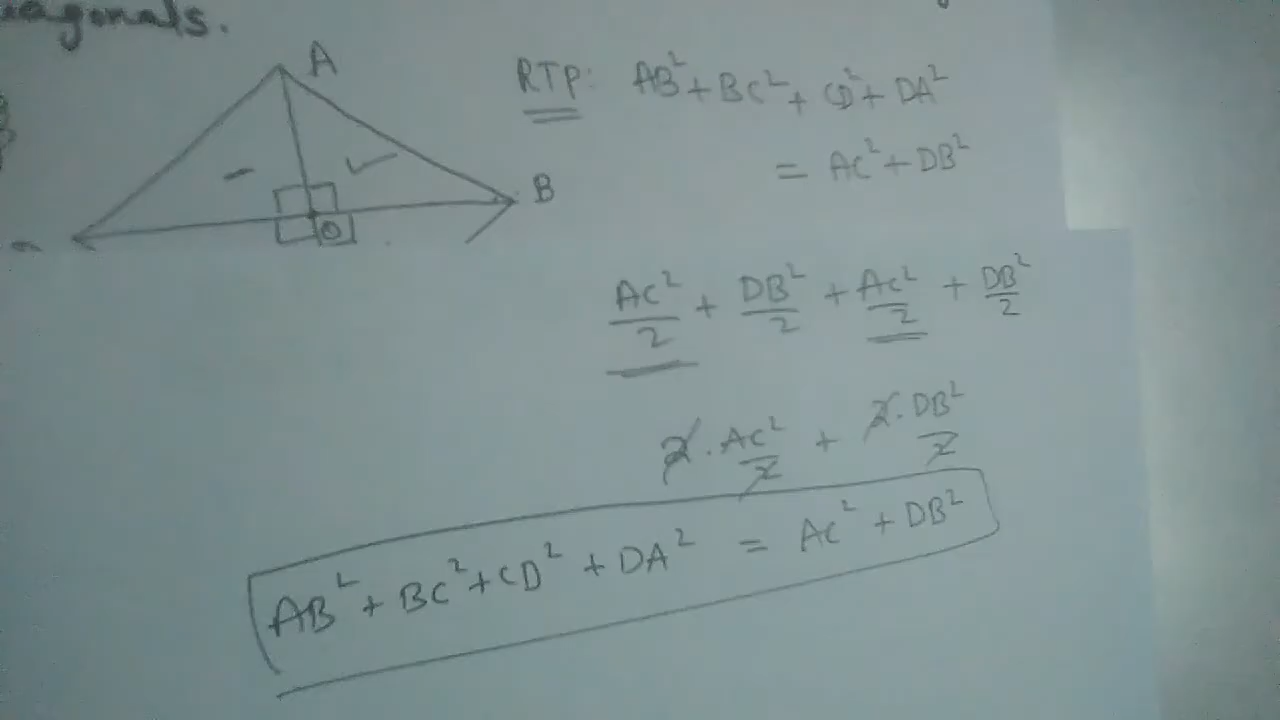 iagonals.
A
B
O
RTP: AB² + BC² + CD² + DA²
= AC² + DB²
AC²/2 + DB²/2 + AC²/2 + DB²/2
2 · AC²/2 + 2 · DB²/2
AB² + BC² + CD² + DA² = AC² + DB²